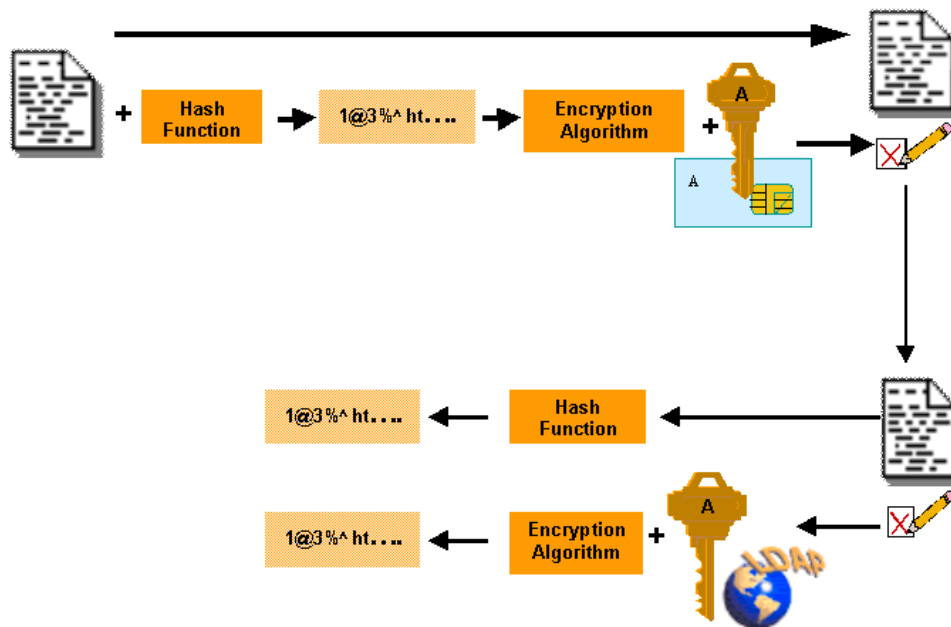 Hash
Function
1@3%^ ht....
Encryption
Algorithm
+
+
A
A
1@3%^ ht....
Hash
Function
1@3%^ ht....
Encryption
Algorithm
+
A
LDAP